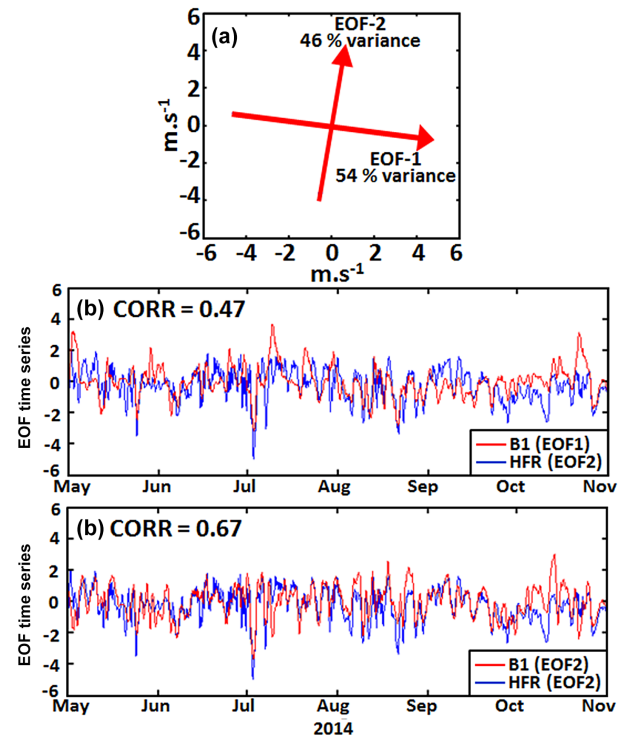 (a)
EOF-2
46 % variance
6
4
2
0
-2
-4
-6
m.s-1
EOF-1
54 % variance
-6 -4 -2 0 2 4 6
m.s-1
(b) CORR = 0.47
6
4
2
0
-2
-4
-6
EOF time series
B1 (EOF1)
HFR (EOF2)
May Jun Jul Aug Sep Oct Nov
(b) CORR = 0.67
6
4
2
0
-2
-4
-6
EOF time series
B1 (EOF2)
HFR (EOF2)
May Jun Jul Aug Sep Oct Nov
2014